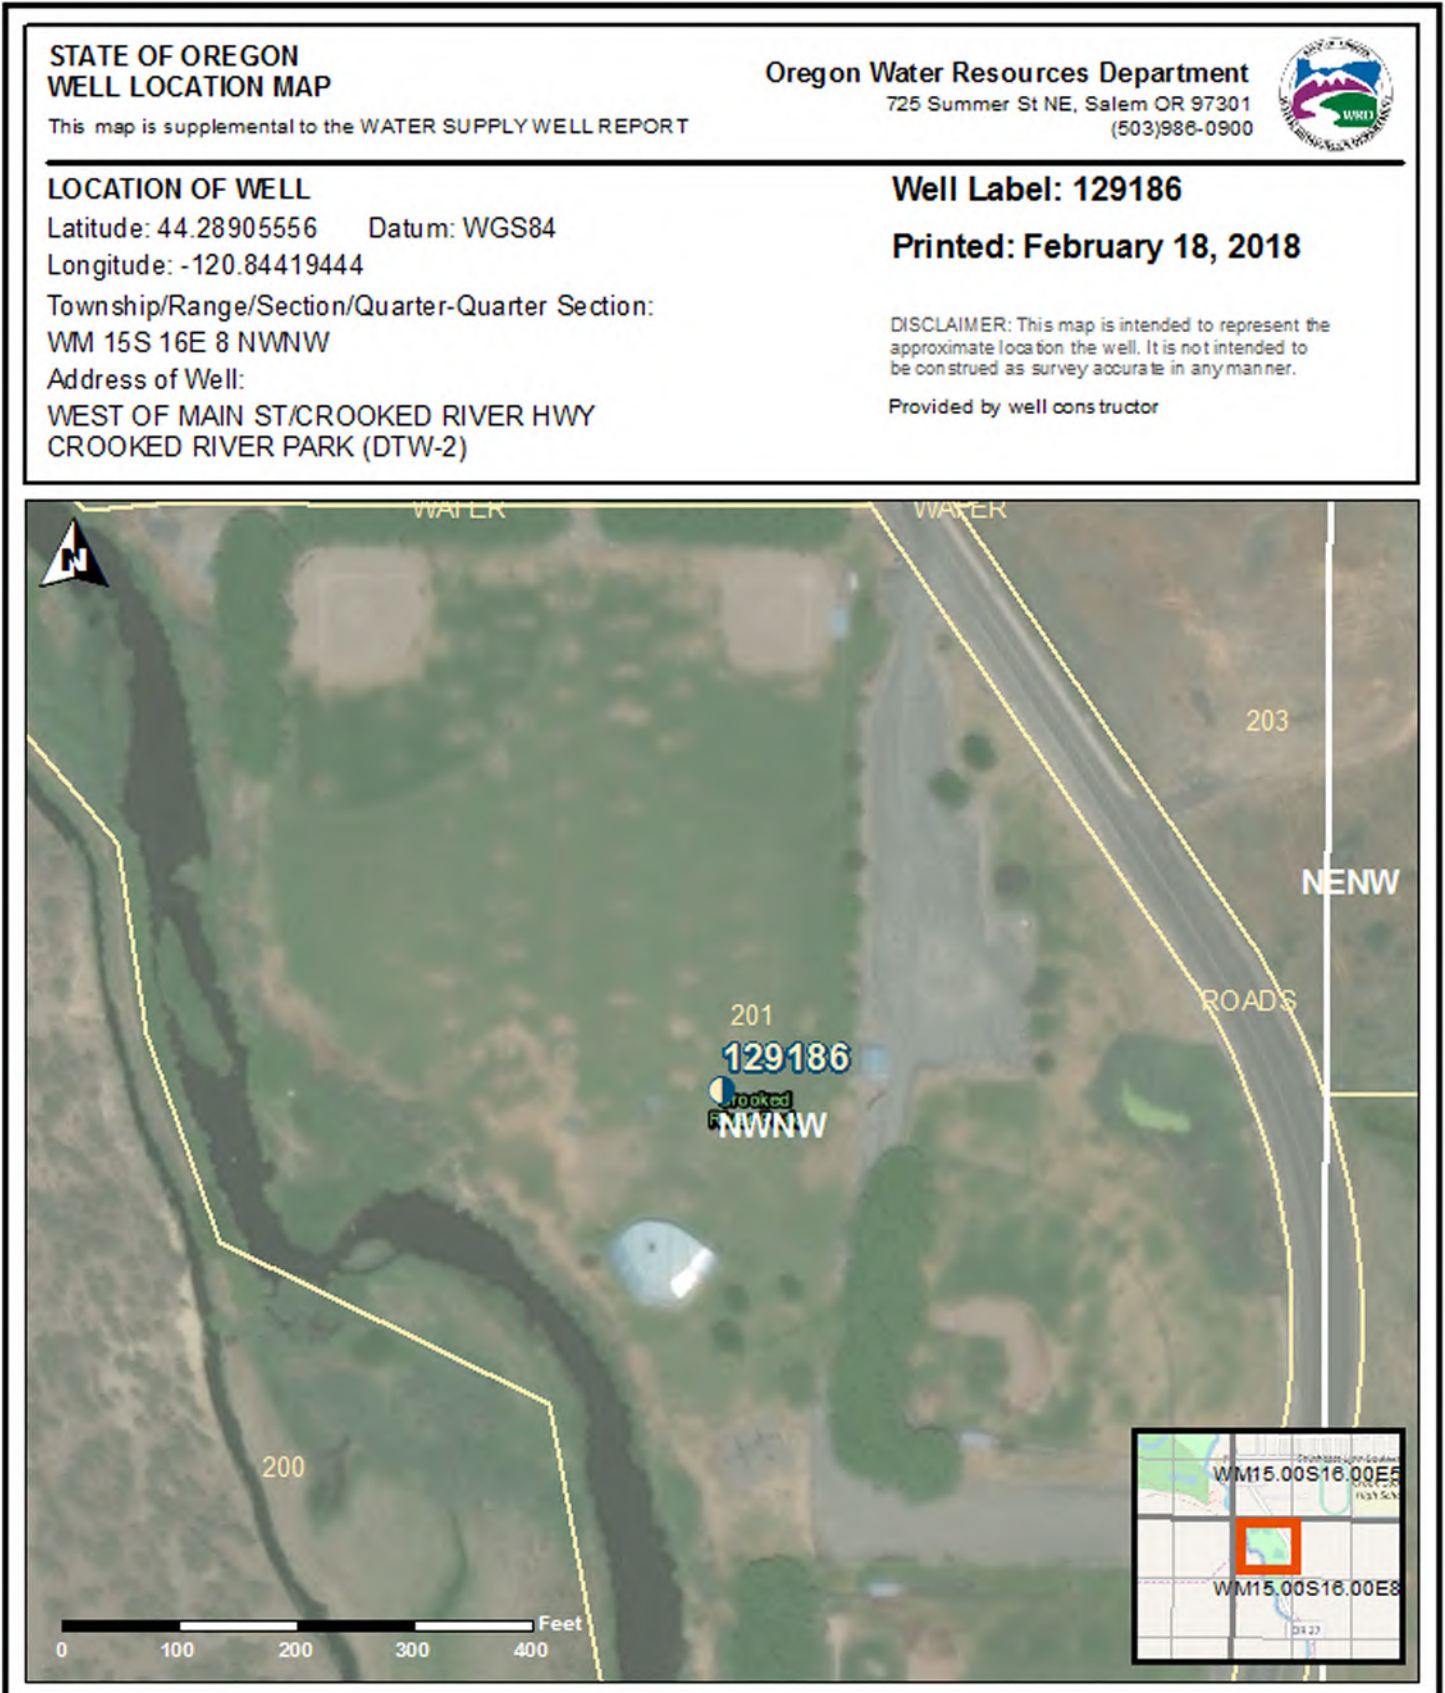 STATE OF OREGON
WELL LOCATION MAP
This map is supplemental to the WATER SUPPLY WELL REPORT
Oregon Water Resources Department
725 Summer St NE, Salem OR 97301
(503)986-0900
WRD
LOCATION OF WELL
Latitude: 44.28905556 Datum: WGS84
Longitude: -120.84419444
Township/Range/Section/Quarter-Quarter Section:
WM 15S 16E 8 NWNW
Address of Well:
WEST OF MAIN ST/CROOKED RIVER HWY
CROOKED RIVER PARK (DTW-2)
Well Label: 129186
Printed: February 18, 2018
DISCLAIMER: This map is intended to represent the
approximate location the well. It is not intended to
be construed as survey accurate in any manner.
Provided by well constructor
WATER
WATER
N
203
NENW
ROADS
201
129186
Crooked
NWNW
200
WM15.00S16.00E5
High
WM15.00S16.00E8
OR 27
Feet
0 100 200 300 400